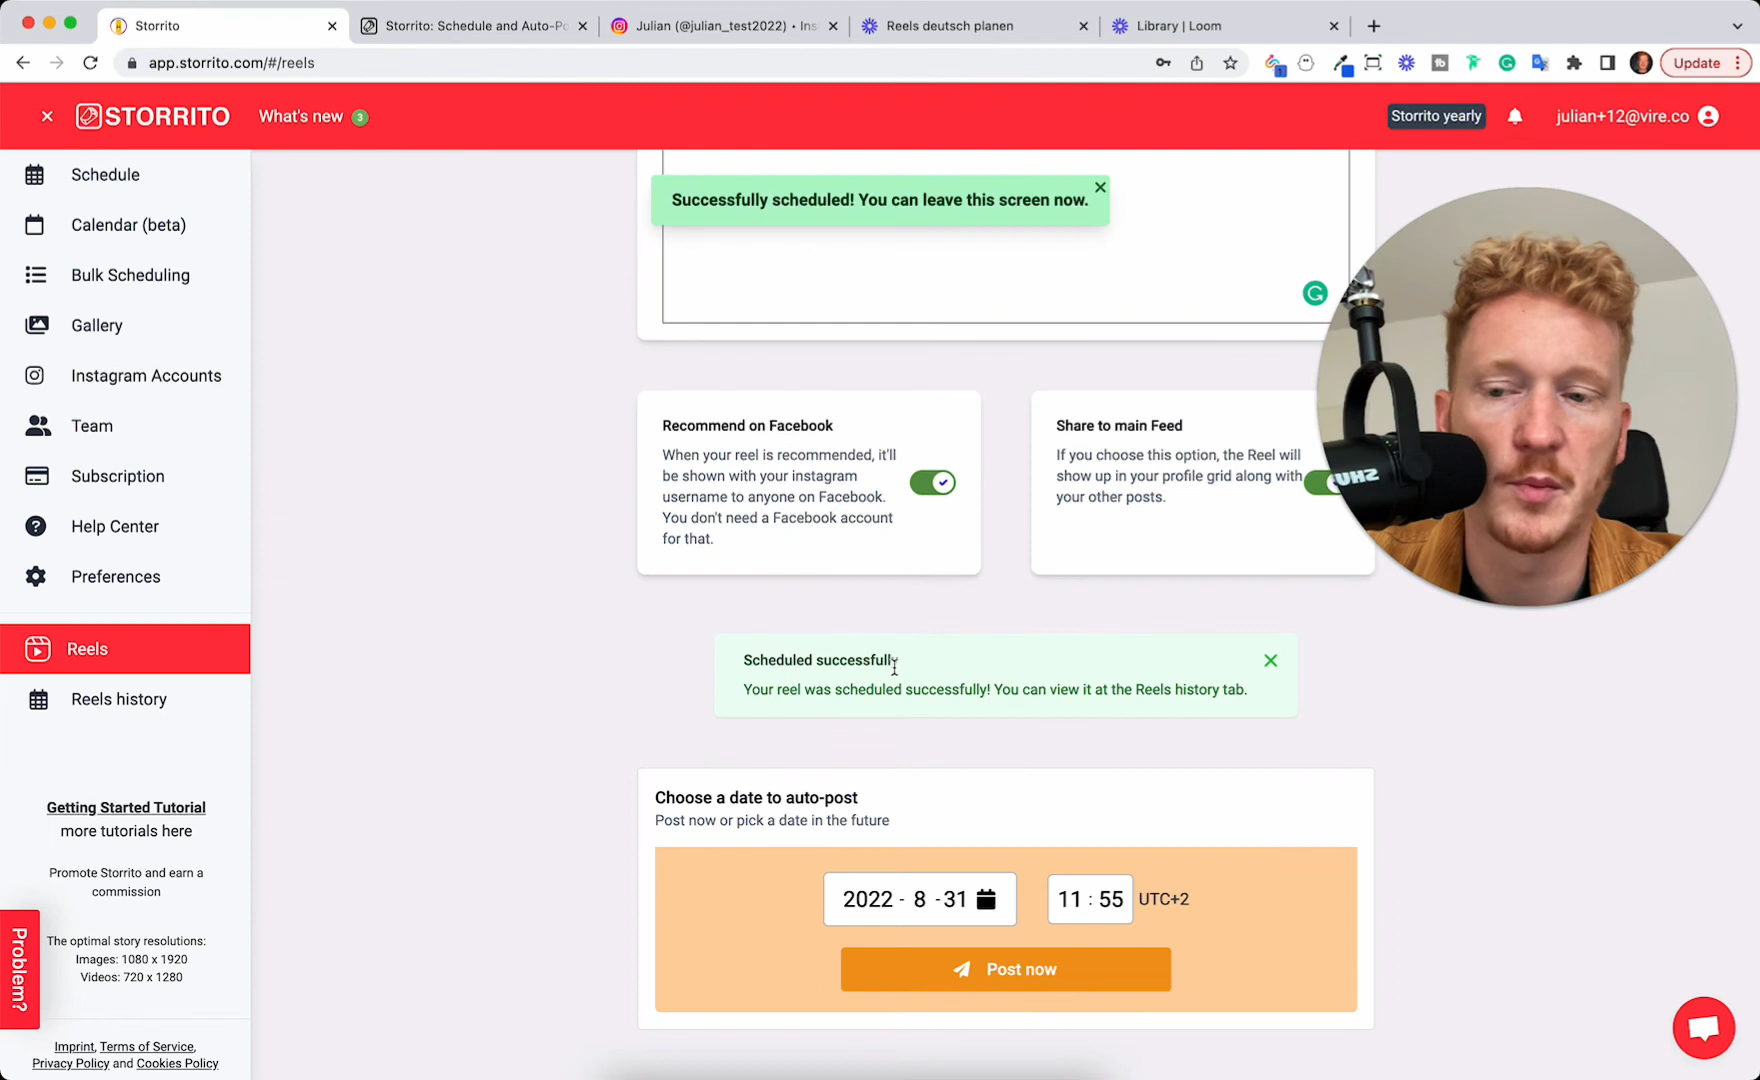 Storrito
Storrito: Schedule and Auto-Po
Julian (@julian_test2022) • Ins
Reels deutsch planen
Library | Loom
app.storrito.com/#/reels
Update
STORRITO
What's new 3
Storrito yearly
julian+12@vire.co
Schedule
Calendar (beta)
Bulk Scheduling
Gallery
Instagram Accounts
Team
Subscription
Help Center
Preferences
Reels
Reels history
Getting Started Tutorial
more tutorials here
Promote Storrito and earn a
commission
The optimal story resolutions:
Images: 1080 x 1920
Videos: 720 x 1280
Problem?
Imprint, Terms of Service,
Privacy Policy and Cookies Policy
Successfully scheduled! You can leave this screen now.
Recommend on Facebook
When your reel is recommended, it'll
be shown with your instagram
username to anyone on Facebook.
You don't need a Facebook account
for that.
Share to main Feed
If you choose this option, the Reel will
show up in your profile grid along with
your other posts.
SHU
Scheduled successfully
Your reel was scheduled successfully! You can view it at the Reels history tab.
Choose a date to auto-post
Post now or pick a date in the future
2022 - 8 - 31
11 : 55 UTC+2
Post now